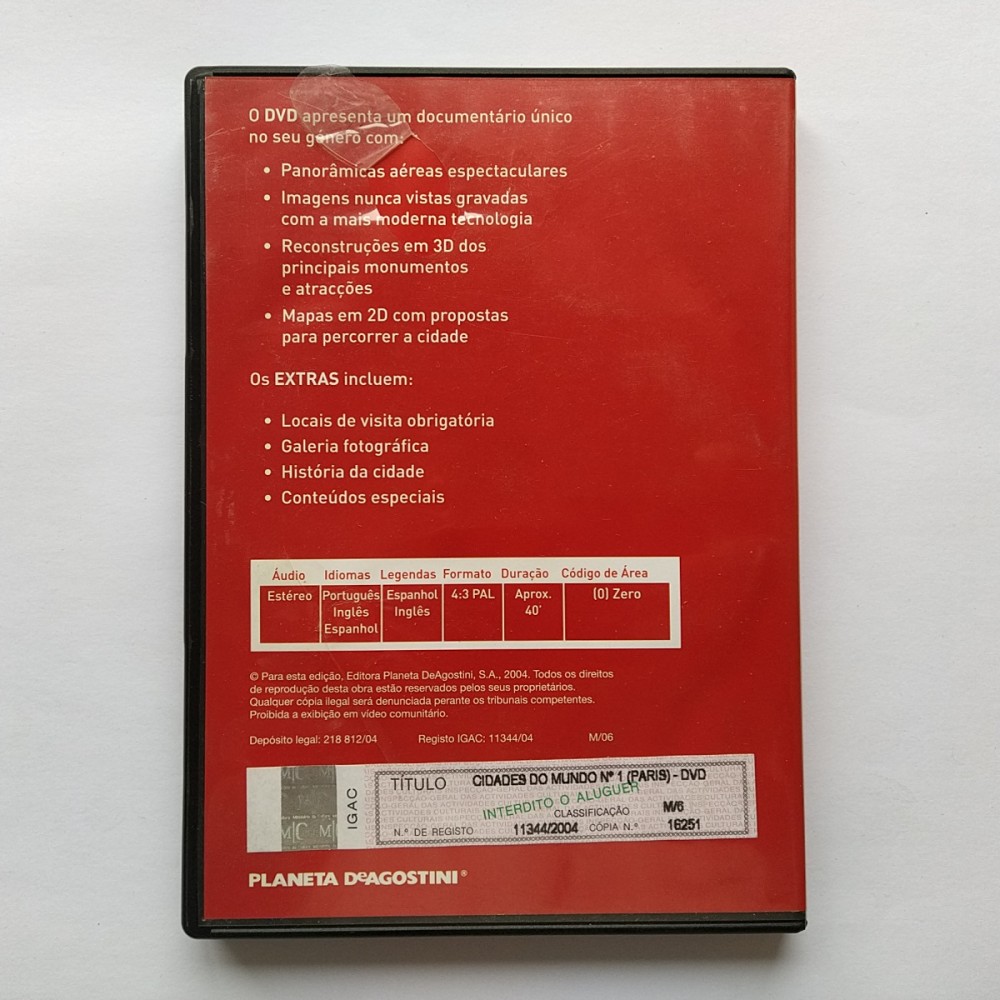 O DVD apresenta um documentário único
no seu género com:
• Panorâmicas aéreas espectaculares
• Imagens nunca vistas gravadas
com a mais moderna tecnologia
• Reconstruções em 3D dos
principais monumentos
e atracções
• Mapas em 2D com propostas
para percorrer a cidade
Os EXTRAS incluem:
• Locais de visita obrigatória
• Galeria fotográfica
• História da cidade
• Conteúdos especiais
Áudio Idiomas Legendas Formato Duração Código de Área
Estéreo Português Espanhol 4:3 PAL Aprox. (0) Zero
Inglês Inglês 40'
Espanhol
© Para esta edição, Editora Planeta DeAgostini, S.A., 2004. Todos os direitos
de reprodução desta obra estão reservados pelos seus proprietários.
Qualquer cópia ilegal será denunciada perante os tribunais competentes.
Proibida a exibição em vídeo comunitário.
Depósito legal: 218 812/04 Registo IGAC: 11344/04 M/06
IGAC
TÍTULO CIDADES DO MUNDO Nº 1 (PARIS) - DVD
INTERDITO O ALUGUER
CLASSIFICAÇÃO M/6
N.º DE REGISTO 11344/2004 CÓPIA N.º 16251
PLANETA DeAGOSTINI®